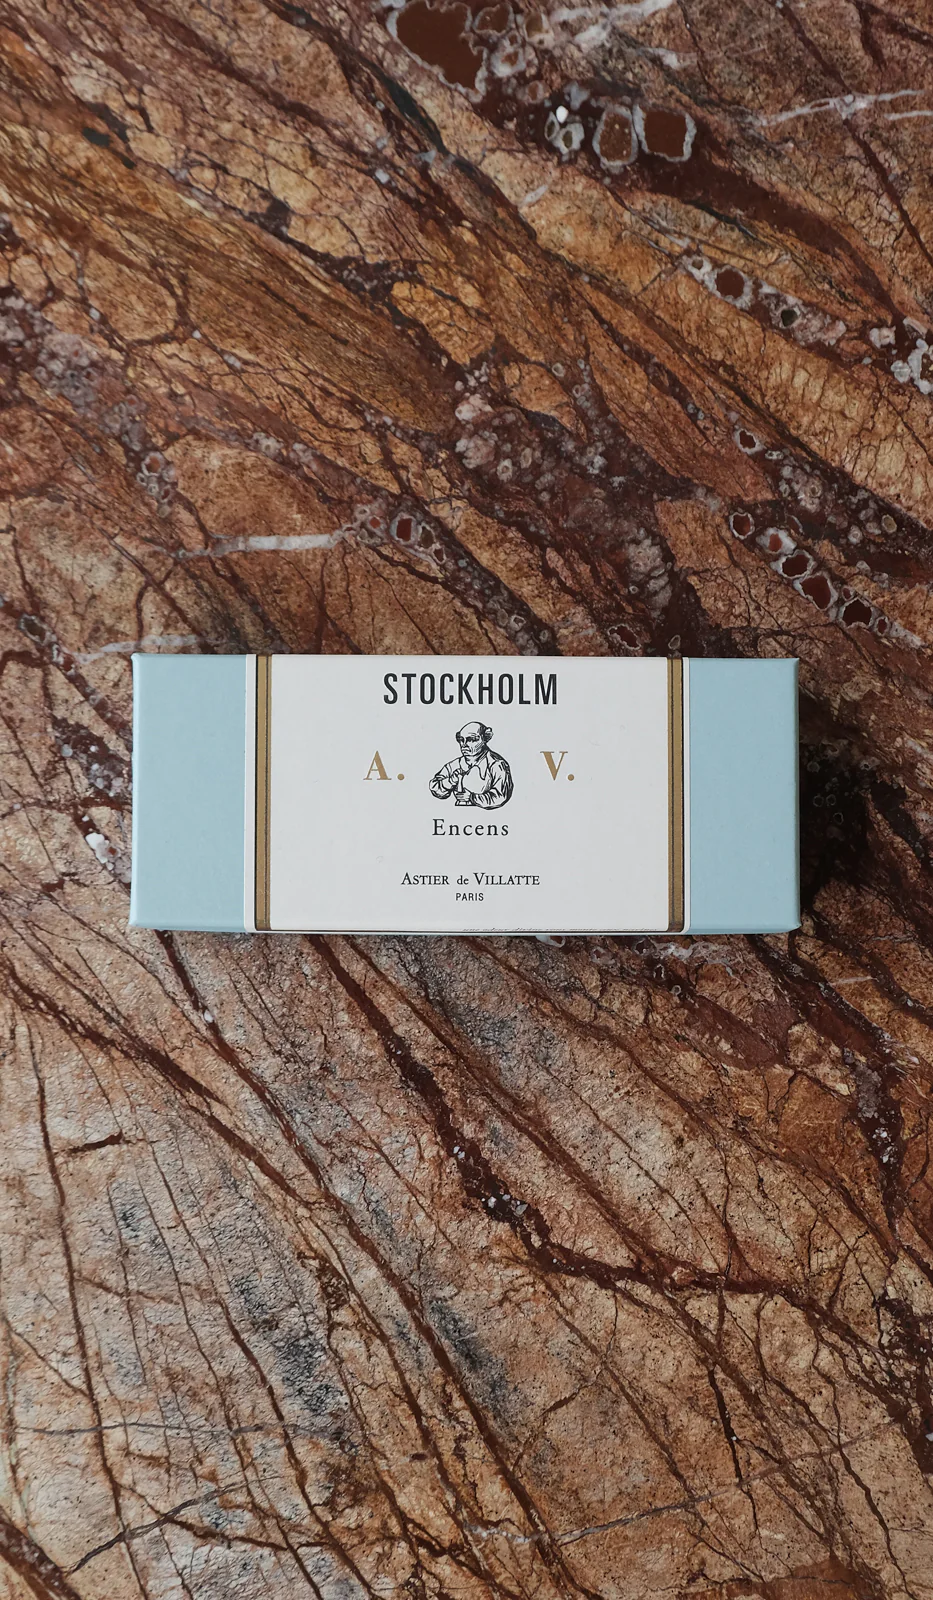 STOCKHOLM
A. V.
Encens
ASTIER de VILLATTE
PARIS